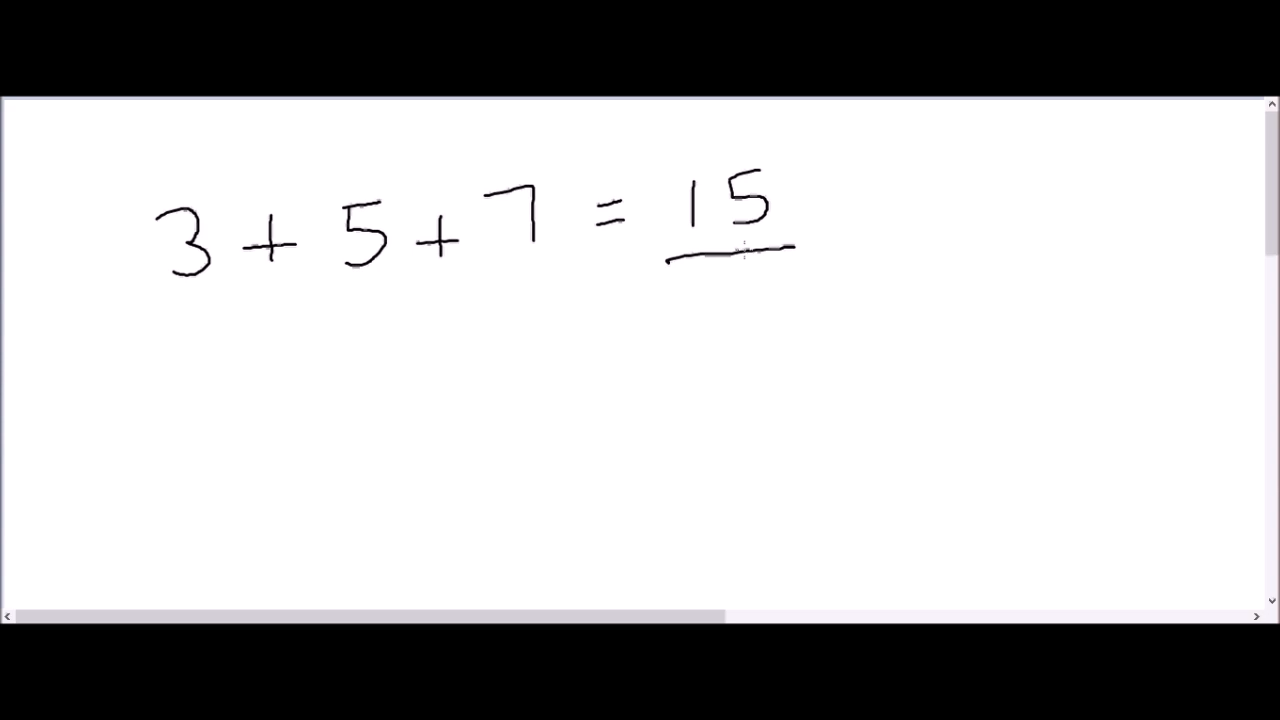 3 + 5 + 7 = 15